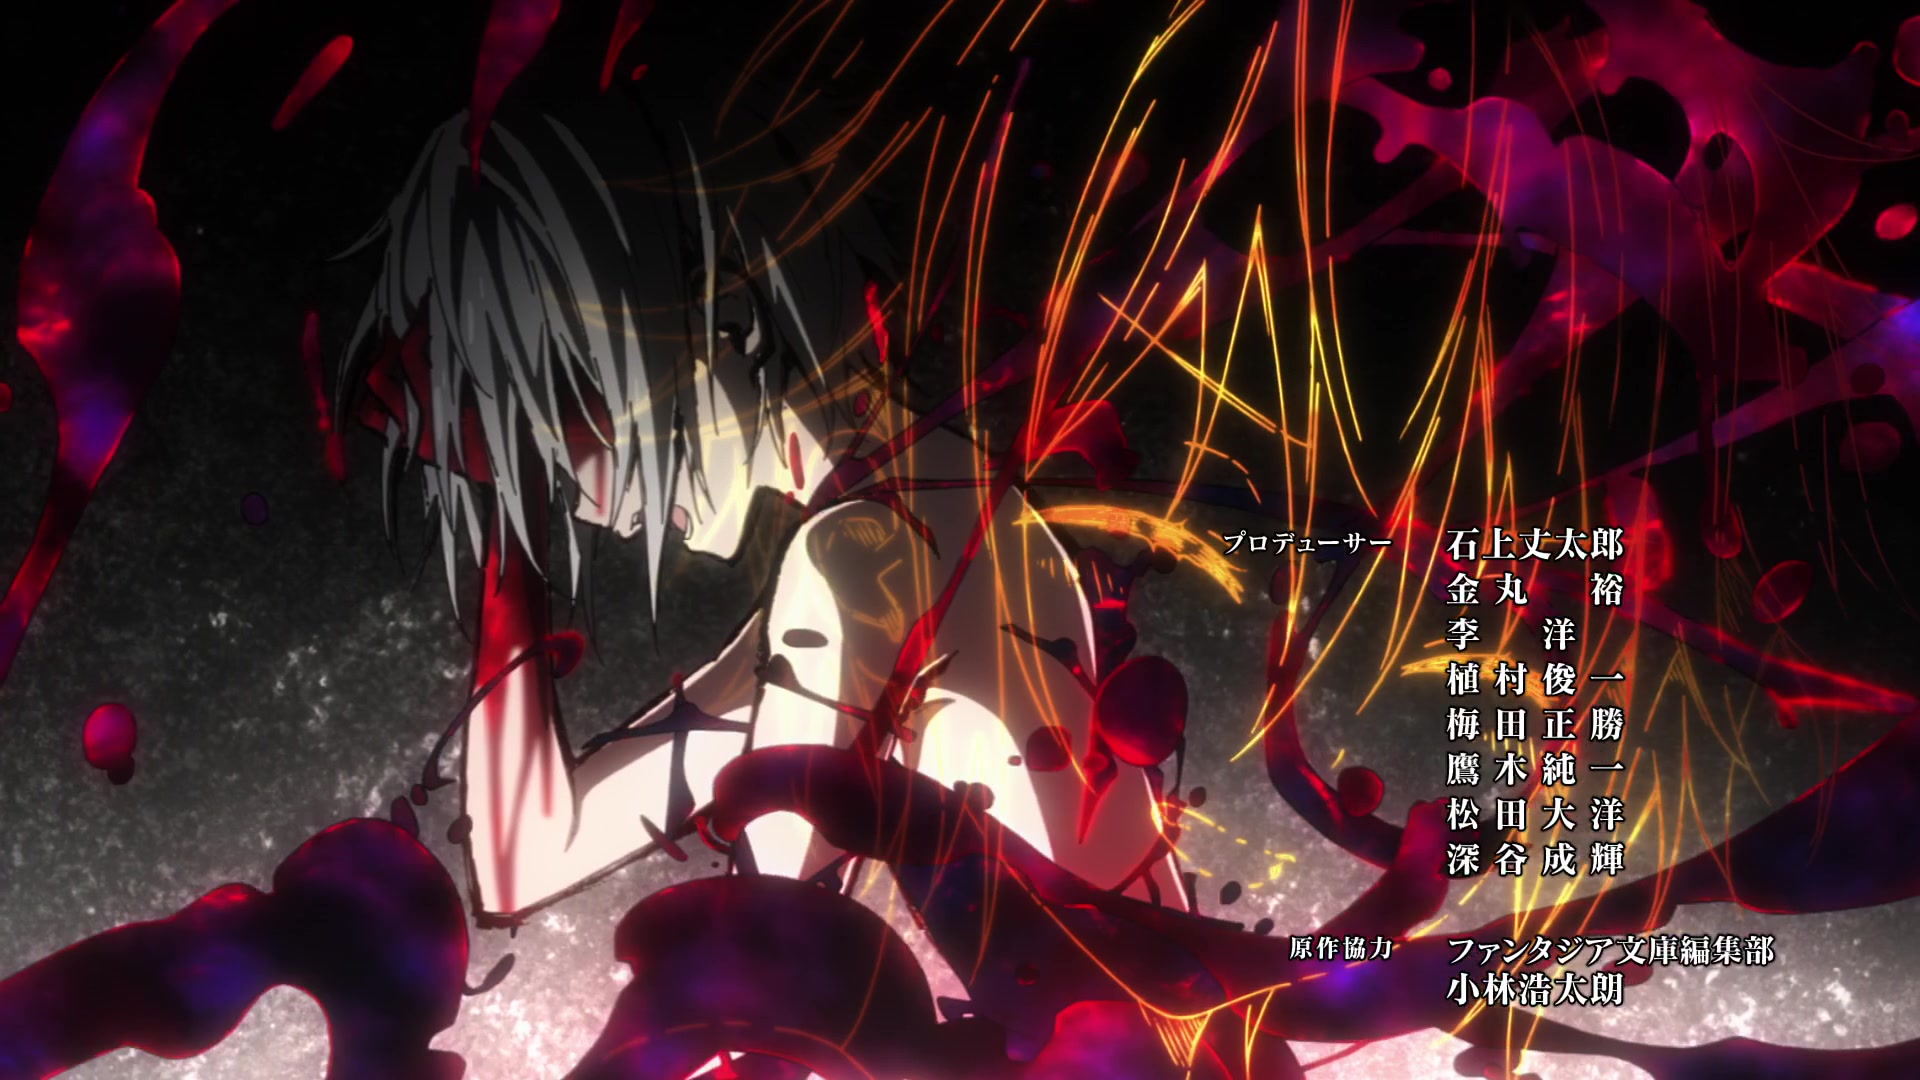 プロデューサー 石上丈太郎
金丸 裕
李 洋
植村俊一
梅田正勝
鷹木純一
松田大洋
深谷成輝
原作協力 ファンタジア文庫編集部
小林浩太朗